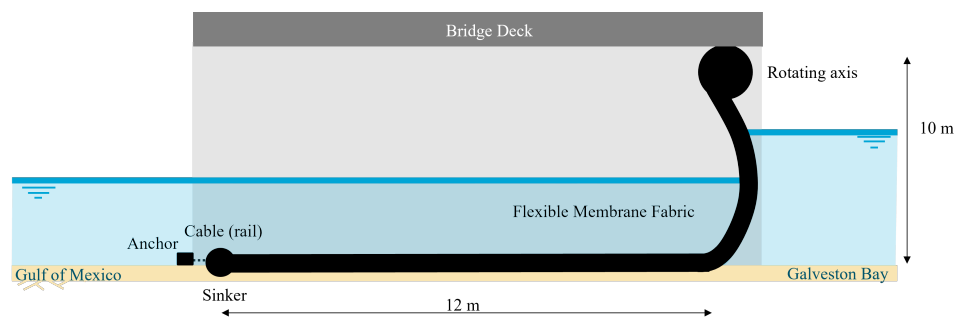 Bridge Deck
Rotating axis
10 m
Flexible Membrane Fabric
Cable (rail)
Anchor
Gulf of Mexico
Galveston Bay
Sinker
12 m